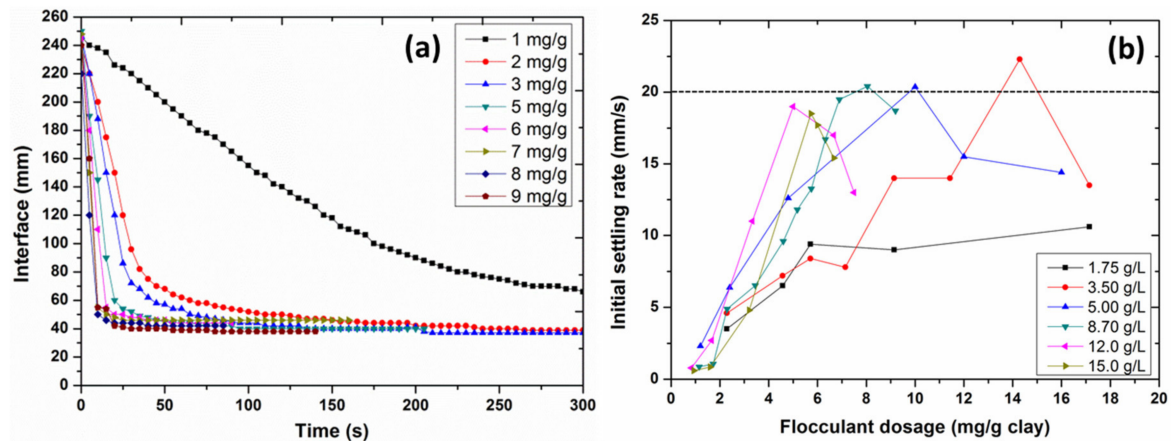 260
240
220
200
180
160
140
120
100
80
60
40
20
0
Interface (mm)
0 50 100 150 200 250 300
Time (s)
(a)
1 mg/g
2 mg/g
3 mg/g
5 mg/g
6 mg/g
7 mg/g
8 mg/g
9 mg/g
25
20
15
10
5
0
Initial settling rate (mm/s)
0 2 4 6 8 10 12 14 16 18 20
Flocculant dosage (mg/g clay)
(b)
1.75 g/L
3.50 g/L
5.00 g/L
8.70 g/L
12.0 g/L
15.0 g/L